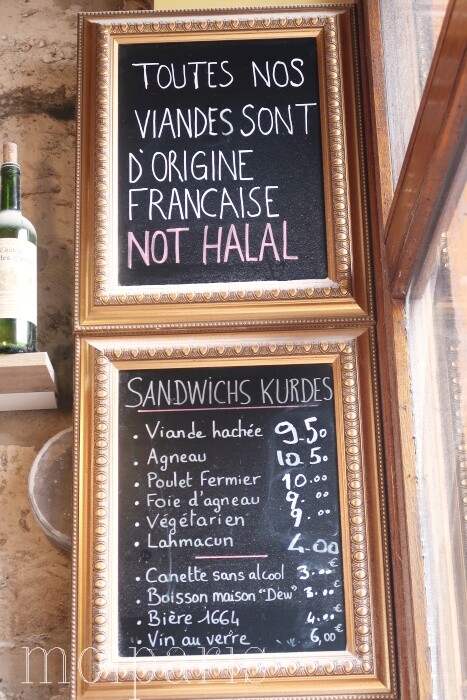 TOUTES NOS
VIANDES SONT
D'ORIGINE
FRANCAISE
NOT HALAL
SANDWICHS KURDES
• Viande hachée 9.50
• Agneau 10.50
• Poulet Fermier 10.00
• Foie d'agneau 9.00
• Végétarien 9.00
• Lahmacun 4.00
• Canette sans alcool 3.00€
• Boisson maison "Dew" 3.00€
• Bière 1664 4.00€
• Vin au verre 6,00€